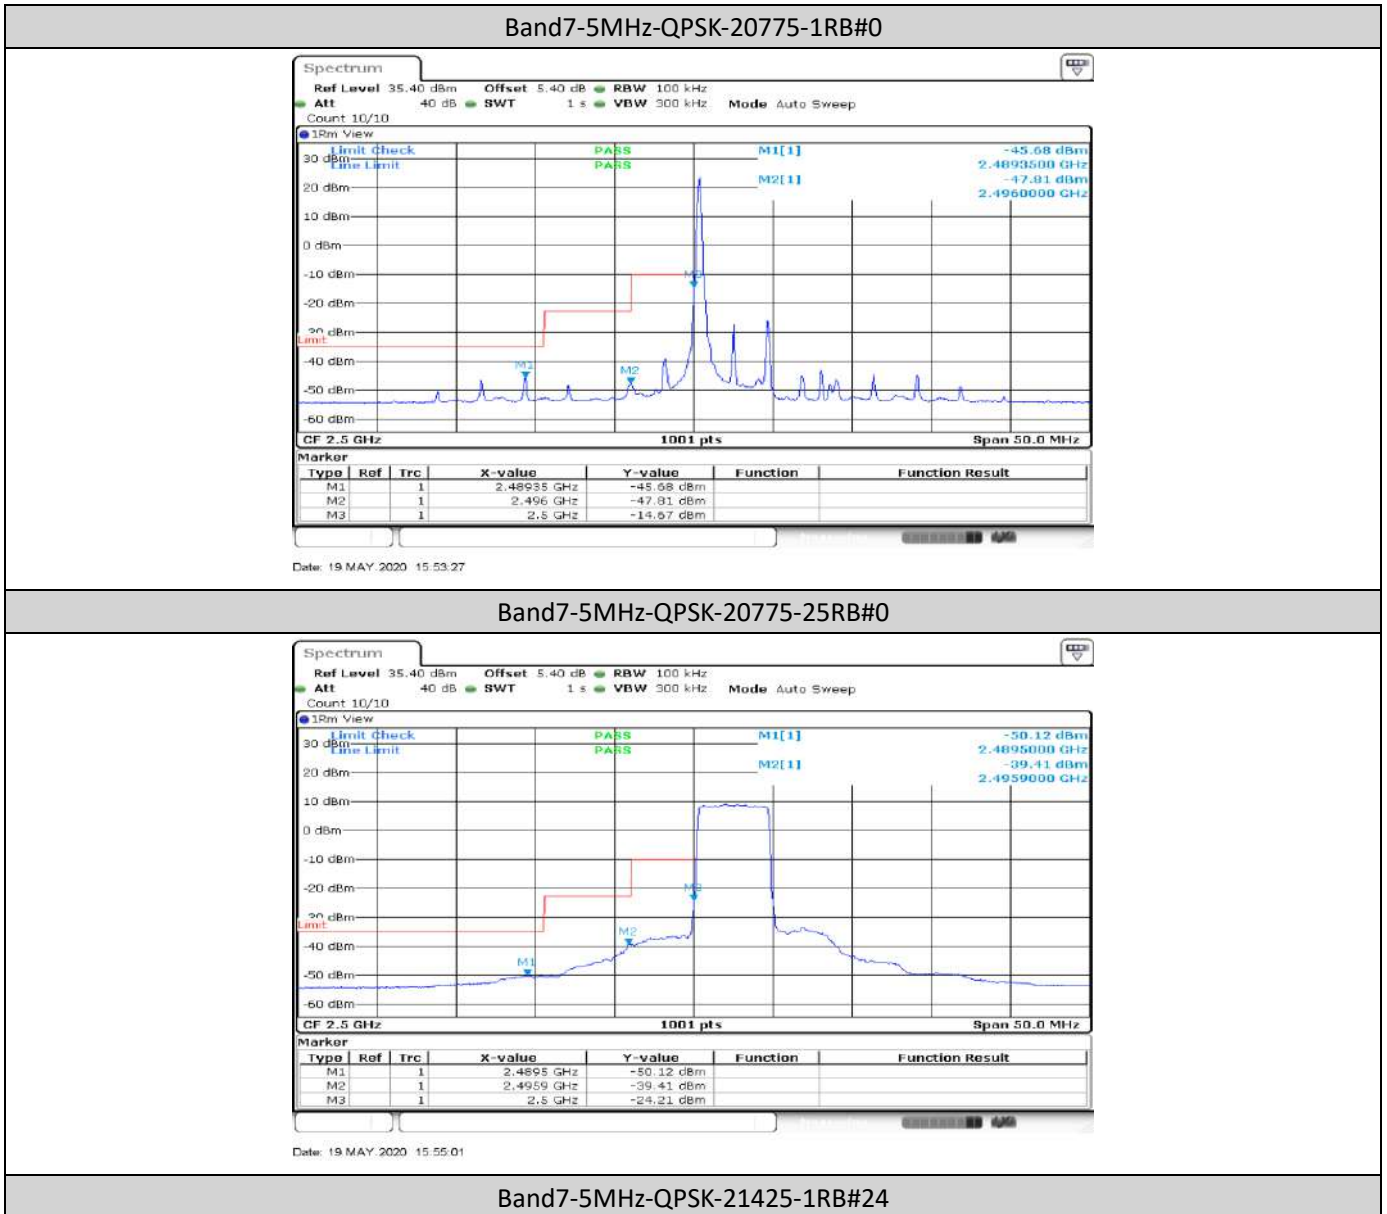 Band7-5MHz-QPSK-20775-1RB#0
Spectrum
Ref Level 35.40 dBm Offset 5.40 dB RBW 100 kHz
Att 40 dB SWT 1 s VBW 300 kHz Mode Auto Sweep
Count 10/10
1Rm View
Limit Check PASS M1[1] -45.68 dBm
30 dBm
Line Limit PASS 2.4893500 GHz
M2[1] -47.81 dBm
20 dBm
2.4960000 GHz
10 dBm
0 dBm
-10 dBm
M3
-20 dBm
-30 dBm
Limit
-40 dBm
M1
M2
-50 dBm
-60 dBm
CF 2.5 GHz 1001 pts Span 50.0 MHz
Marker
Type Ref Trc X-value Y-value Function Function Result
M1 1 2.48935 GHz -45.68 dBm
M2 1 2.496 GHz -47.81 dBm
M3 1 2.5 GHz -14.67 dBm
Date: 19.MAY.2020 15:53:27
Band7-5MHz-QPSK-20775-25RB#0
Spectrum
Ref Level 35.40 dBm Offset 5.40 dB RBW 100 kHz
Att 40 dB SWT 1 s VBW 300 kHz Mode Auto Sweep
Count 10/10
1Rm View
Limit Check PASS M1[1] -50.12 dBm
30 dBm
Line Limit PASS 2.4895000 GHz
M2[1] -39.41 dBm
20 dBm
2.4959000 GHz
10 dBm
0 dBm
-10 dBm
-20 dBm
M3
-30 dBm
Limit
-40 dBm
M2
M1
-50 dBm
-60 dBm
CF 2.5 GHz 1001 pts Span 50.0 MHz
Marker
Type Ref Trc X-value Y-value Function Function Result
M1 1 2.4895 GHz -50.12 dBm
M2 1 2.4959 GHz -39.41 dBm
M3 1 2.5 GHz -24.21 dBm
Date: 19.MAY.2020 15:55:01
Band7-5MHz-QPSK-21425-1RB#24